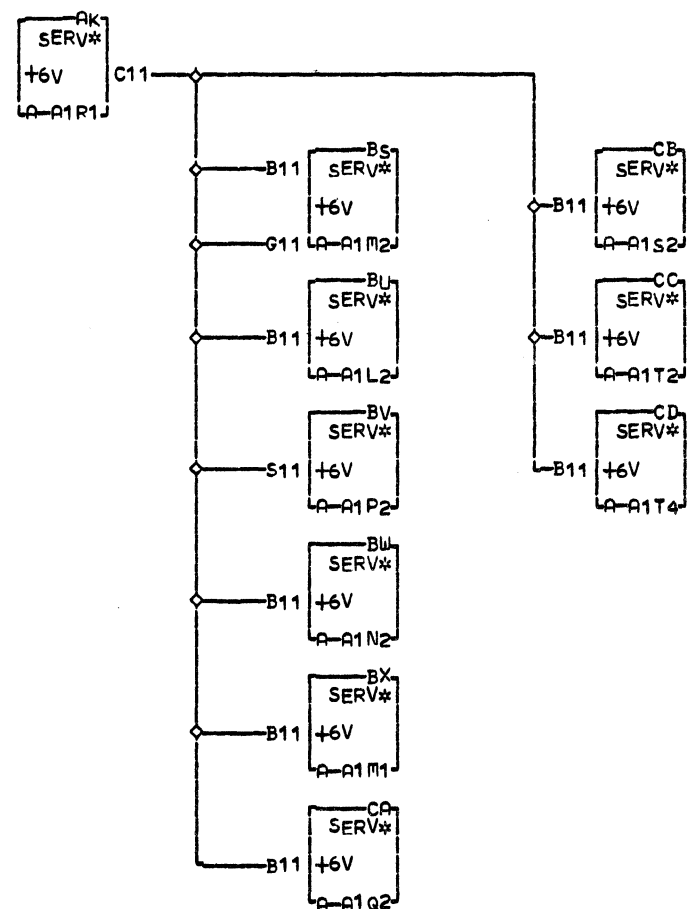 AK
SERV*
+6V C11
A-A1R1
BS
SERV*
B11 +6V
G11 A-A1M2
BU
SERV*
B11 +6V
A-A1L2
BV
SERV*
S11 +6V
A-A1P2
BW
SERV*
B11 +6V
A-A1N2
BX
SERV*
B11 +6V
A-A1M1
CA
SERV*
B11 +6V
A-A1Q2
CB
SERV*
B11 +6V
A-A1S2
CC
SERV*
B11 +6V
A-A1T2
CD
SERV*
B11 +6V
A-A1T4